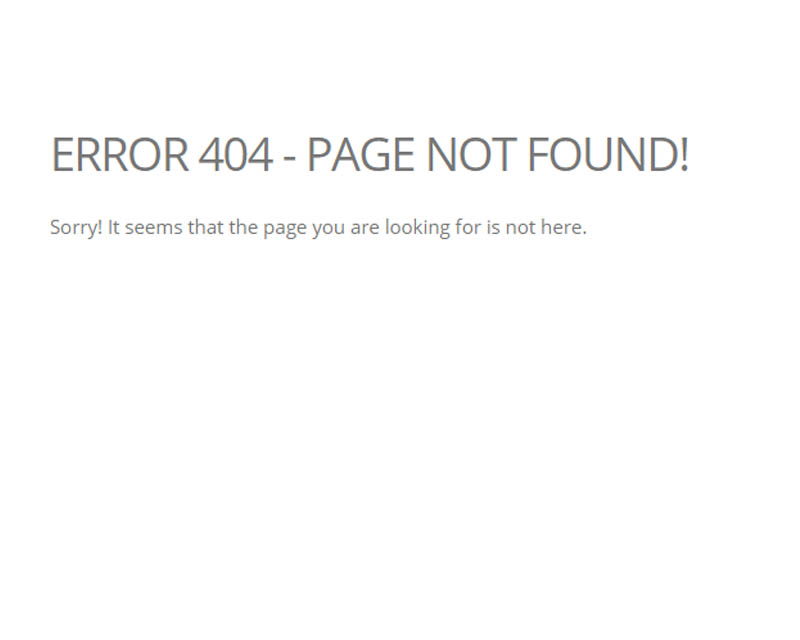 ERROR 404 - PAGE NOT FOUND!
Sorry! It seems that the page you are looking for is not here.